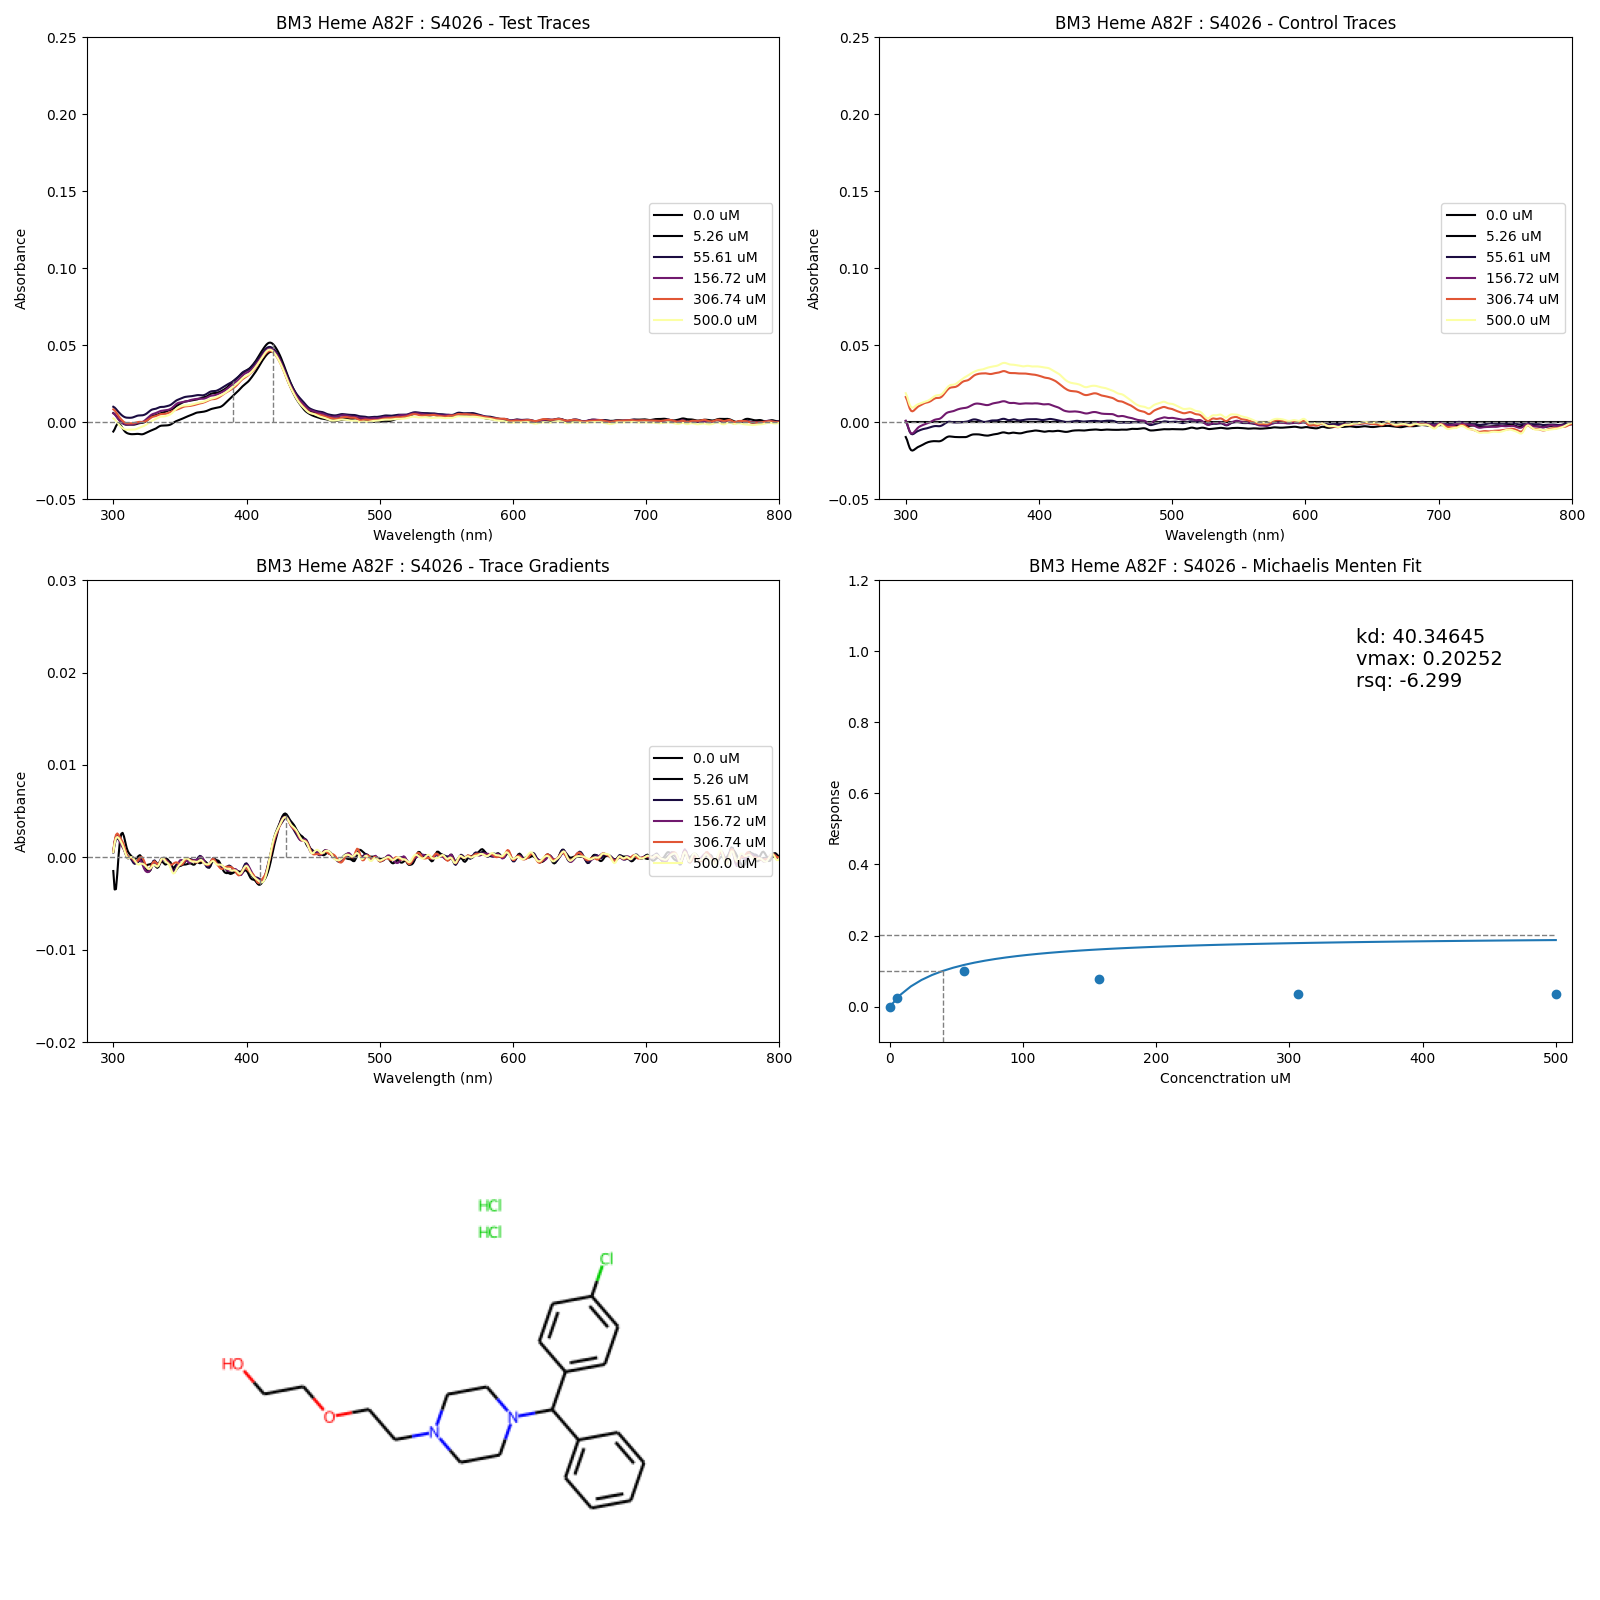 BM3 Heme A82F : S4026 - Test Traces
0.25
0.20
0.15
0.10
0.05
0.00
−0.05
Absorbance
300 400 500 600 700 800
Wavelength (nm)
0.0 uM
5.26 uM
55.61 uM
156.72 uM
306.74 uM
500.0 uM
BM3 Heme A82F : S4026 - Control Traces
0.25
0.20
0.15
0.10
0.05
0.00
−0.05
Absorbance
300 400 500 600 700 800
Wavelength (nm)
0.0 uM
5.26 uM
55.61 uM
156.72 uM
306.74 uM
500.0 uM
BM3 Heme A82F : S4026 - Trace Gradients
0.03
0.02
0.01
0.00
−0.01
−0.02
Absorbance
300 400 500 600 700 800
Wavelength (nm)
0.0 uM
5.26 uM
55.61 uM
156.72 uM
306.74 uM
500.0 uM
BM3 Heme A82F : S4026 - Michaelis Menten Fit
1.2
1.0
0.8
0.6
0.4
0.2
0.0
Response
0 100 200 300 400 500
Concenctration uM
kd: 40.34645
vmax: 0.20252
rsq: -6.299
HCl
HCl
Cl
HO
O
N
N